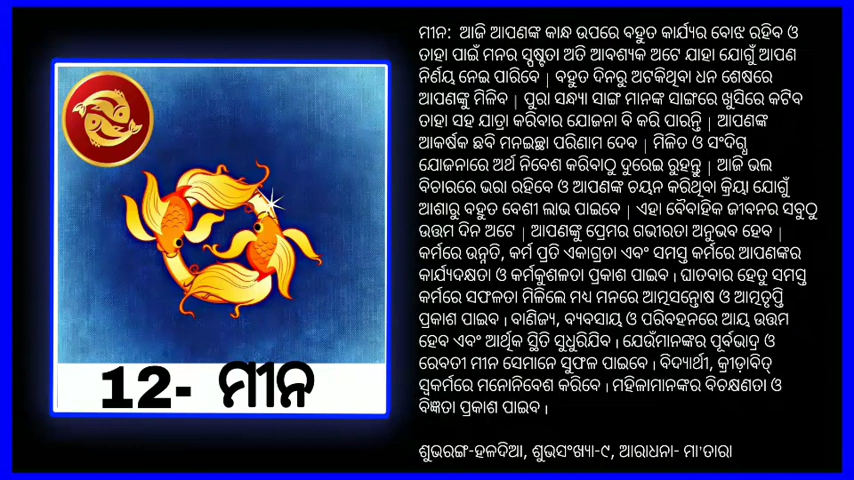 ମୀନ: ଆଜି ଆପଣଙ୍କ କାନ୍ଧ ଉପରେ ବହୁତ କାର୍ଯ୍ୟର ବୋଝ ରହିବ ଓ
ତାହା ପାଇଁ ମନର ସ୍ପଷ୍ଟତା ଅତି ଆବଶ୍ୟକ ଅଟେ ଯାହା ଯୋଗୁଁ ଆପଣ
ନିର୍ଣୟ ନେଇ ପାରିବେ | ବହୁତ ଦିନରୁ ଅଟକିଥିବା ଧନ ଶେଷରେ
ଆପଣଙ୍କୁ ମିଳିବ | ପୁରା ସନ୍ଧ୍ୟା ସାଙ୍ଗ ମାନଙ୍କ ସାଙ୍ଗରେ ଖୁସିରେ କଟିବ
ତାହା ସହ ଯାତ୍ରା କରିବାର ଯୋଜନା ବି କରି ପାରନ୍ତି | ଆପଣଙ୍କ
ଆକର୍ଷକ ଛବି ମନଇଚ୍ଛା ପରିଣାମ ଦେବ | ମିଳିତ ଓ ସଂଦିଗ୍ଧ
ଯୋଜନାରେ ଅର୍ଥ ନିବେଶ କରିବାଠୁ ଦୁରେଇ ରୁହନ୍ତୁ | ଆଜି ଭଲ
ବିଚାରରେ ଭରା ରହିବେ ଓ ଆପଣଙ୍କ ଚୟନ କରିଥିବା କ୍ରିୟା ଯୋଗୁଁ
ଆଶାରୁ ବହୁତ ବେଶୀ ଲାଭ ପାଇବେ | ଏହା ବୈବାହିକ ଜୀବନର ସବୁଠୁ
ଉତ୍ତମ ଦିନ ଅଟେ | ଆପଣଙ୍କୁ ପ୍ରେମର ଗଭୀରତା ଅନୁଭବ ହେବ |
କର୍ମରେ ଉନ୍ନତି, କର୍ମ ପ୍ରତି ଏକାଗ୍ରତା ଏବଂ ସମସ୍ତ କର୍ମରେ ଆପଣଙ୍କର
କାର୍ଯ୍ୟଦକ୍ଷତା ଓ କର୍ମକୁଶଳତା ପ୍ରକାଶ ପାଇବ। ଘାତବାର ହେତୁ ସମସ୍ତ
କର୍ମରେ ସଫଳତା ମିଳିଲେ ମଧ୍ୟ ମନରେ ଆତ୍ମସନ୍ତୋଷ ଓ ଆତ୍ମତୃପ୍ତି
ପ୍ରକାଶ ପାଇବ। ବାଣିଜ୍ୟ, ବ୍ୟବସାୟ ଓ ପରିବହନରେ ଆୟ ଉତ୍ତମ
ହେବ ଏବଂ ଆର୍ଥିକ ସ୍ଥିତି ସୁଧୁରିଯିବ। ଯେଉଁମାନଙ୍କର ପୂର୍ବଭାଦ୍ର ଓ
ରେବତୀ ମୀନ ସେମାନେ ସୁଫଳ ପାଇବେ। ବିଦ୍ୟାର୍ଥୀ, କ୍ରୀଡ଼ାବିତ୍
ସ୍ବକର୍ମରେ ମନୋନିବେଶ କରିବେ। ମହିଳାମାନଙ୍କର ବିଚକ୍ଷଣତା ଓ
ବିଜ୍ଞତା ପ୍ରକାଶ ପାଇବ।
ଶୁଭରଙ୍ଗ-ହଳଦିଆ, ଶୁଭସଂଖ୍ୟା-୯, ଆରାଧନା- ମା'ତାରା
12- ମୀନ